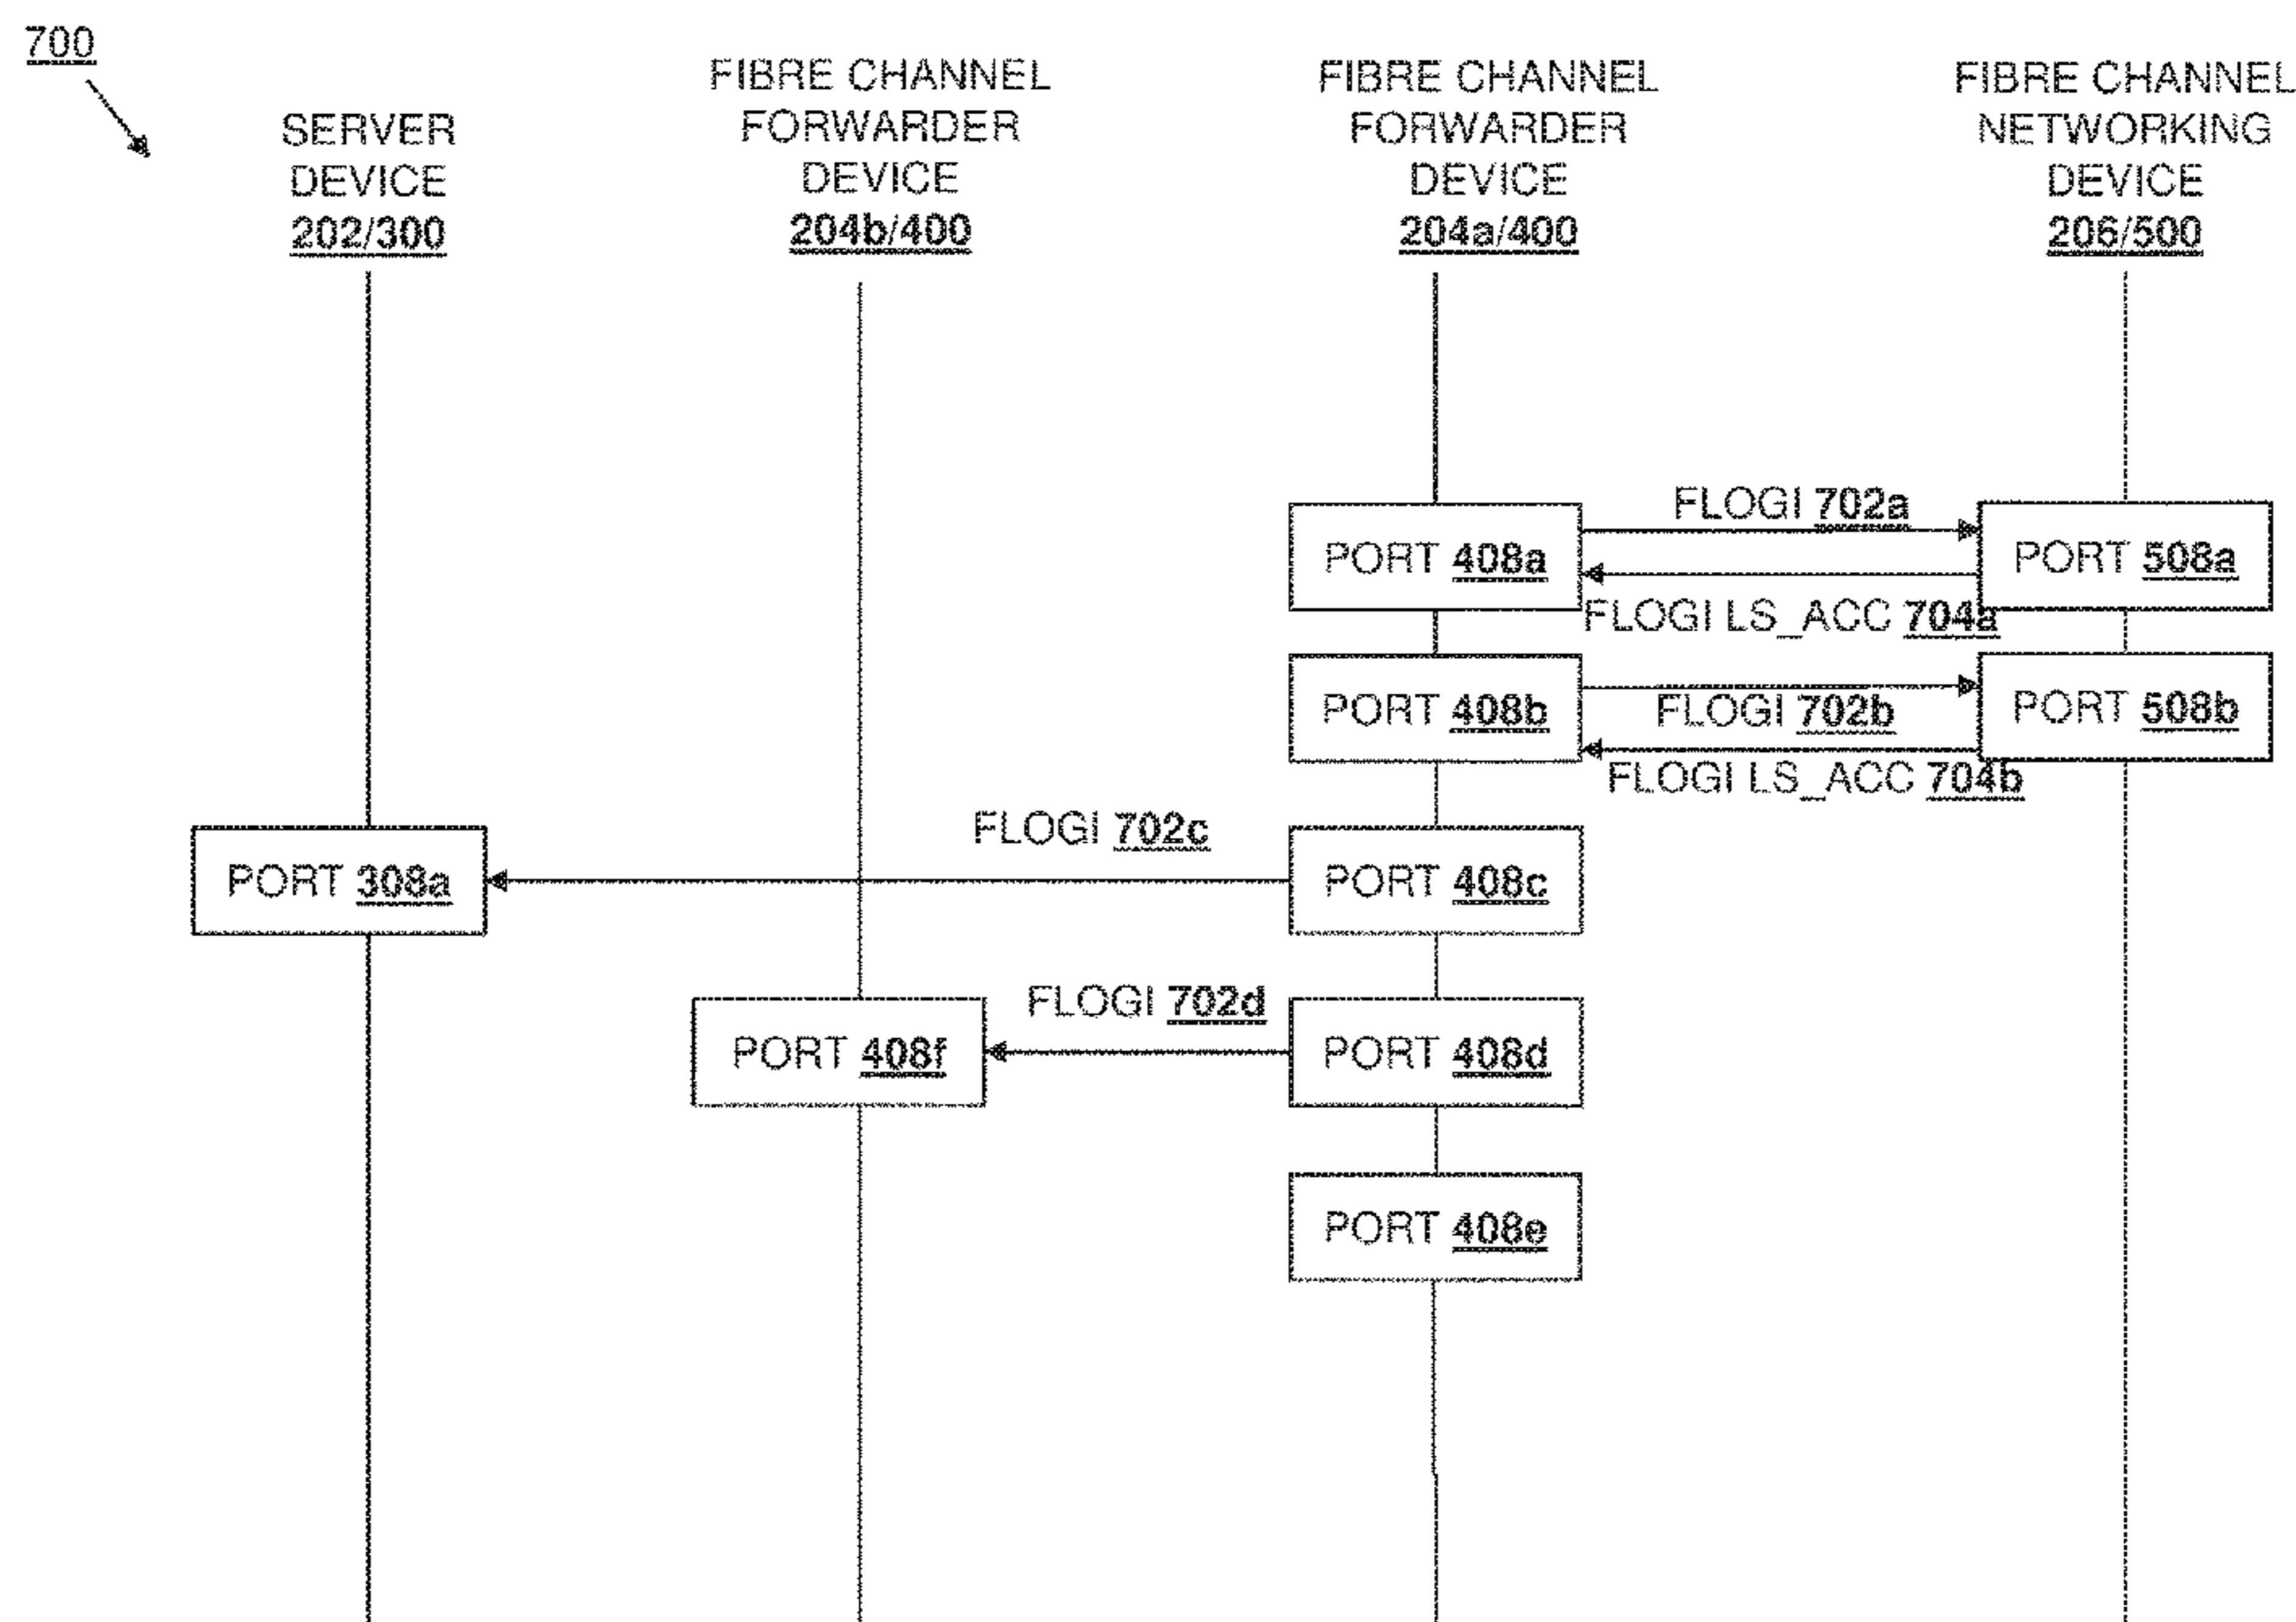 700
SERVER
DEVICE
202/300
FIBRE CHANNEL
FORWARDER
DEVICE
204b/400
FIBRE CHANNEL
FORWARDER
DEVICE
204a/400
FIBRE CHANNEL
NETWORKING
DEVICE
206/500
FLOGI 702a
PORT 408a
PORT 508a
FLOGI LS_ACC 704a
PORT 408b
FLOGI 702b
PORT 508b
FLOGI LS_ACC 704b
FLOGI 702c
PORT 308a
PORT 408c
FLOGI 702d
PORT 408f
PORT 408d
PORT 408e